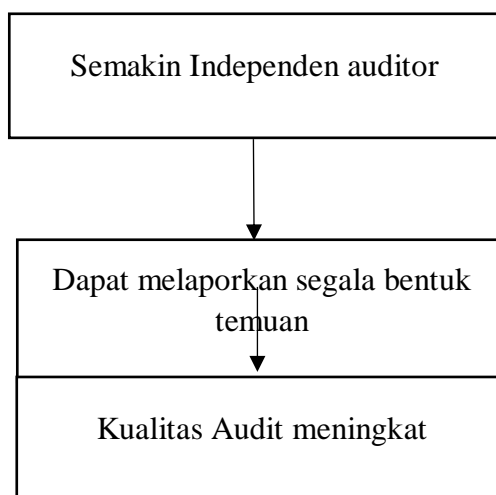 Semakin Independen auditor
Dapat melaporkan segala bentuk
temuan
Kualitas Audit meningkat